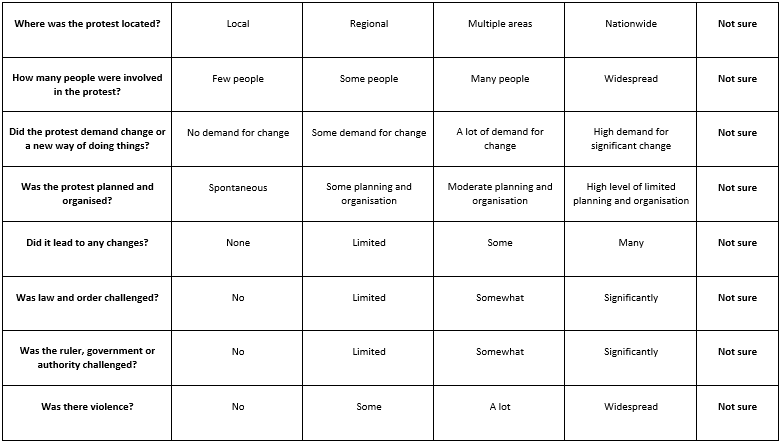 Where was the protest located? Local Regional Multiple areas Nationwide Not sure
How many people were involved
in the protest? Few people Some people Many people Widespread Not sure
Did the protest demand change or
a new way of doing things? No demand for change Some demand for change A lot of demand for
change High demand for
significant change Not sure
Was the protest planned and
organised? Spontaneous Some planning and
organisation Moderate planning and
organisation High level of limited
planning and organisation Not sure
Did it lead to any changes? None Limited Some Many Not sure
Was law and order challenged? No Limited Somewhat Significantly Not sure
Was the ruler, government or
authority challenged? No Limited Somewhat Significantly Not sure
Was there violence? No Some A lot Widespread Not sure